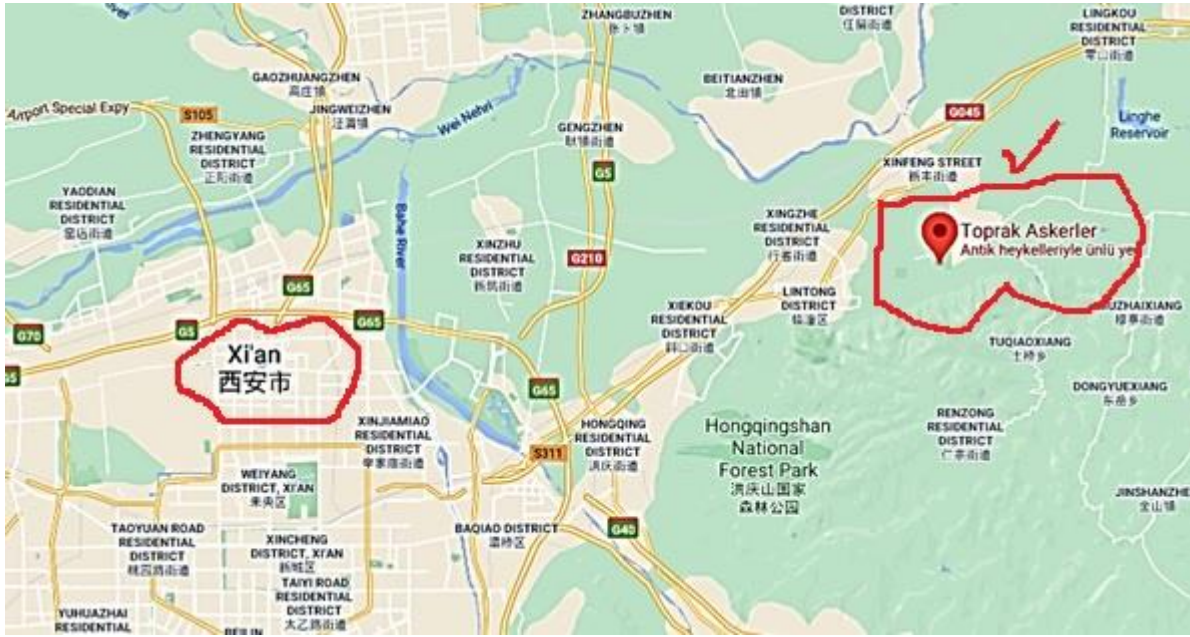 ZHANGBUZHEN
张卜镇
DISTRICT
任留街道
LINGKOU
RESIDENTIAL
DISTRICT
零口街道
GAOZHUANGZHEN
高庄镇
JINGWEIZHEN
泾渭镇
Airport Special Expy
S105
Wei Nehri
BEITIANZHEN
北田镇
G045
Linghe
Reservoir
ZHENGYANG
RESIDENTIAL
DISTRICT
正阳街道
GENGZHEN
耿镇街道
G5
XINFENG STREET
新丰街道
YAODIAN
RESIDENTIAL
DISTRICT
窑店街道
Bahe River
XINZHU
RESIDENTIAL
DISTRICT
新筑街道
XINGZHE
RESIDENTIAL
DISTRICT
行者街道
Toprak Askerler
Antik heykelleriyle ünlü yer
G210
G65
LINTONG
DISTRICT
临潼区
XIEKOU
RESIDENTIAL
DISTRICT
斜口街道
UZHAIXIANG
G70
G5
G65
Xi'an
西安市
TUQIAOXIANG
土桥乡
G65
DONGYUEXIANG
东岳乡
XINJIAMIAO
RESIDENTIAL
DISTRICT
辛家庙街道
HONGQING
RESIDENTIAL
DISTRICT
洪庆街道
Hongqingshan
National
Forest Park
洪庆山国家
森林公园
RENZONG
RESIDENTIAL
DISTRICT
仁宗街道
S311
WEIYANG
DISTRICT, XI'AN
未央区
JINSHANZHE
金山镇
TAOYUAN ROAD
RESIDENTIAL
DISTRICT
桃园路街道
XINCHENG
DISTRICT, XI'AN
新城区
BAQIAO DISTRICT
灞桥区
G40
TAIYI ROAD
RESIDENTIAL
DISTRICT
太乙路街道
YUHUAZHAI
RESIDENTIAL
BEILIN